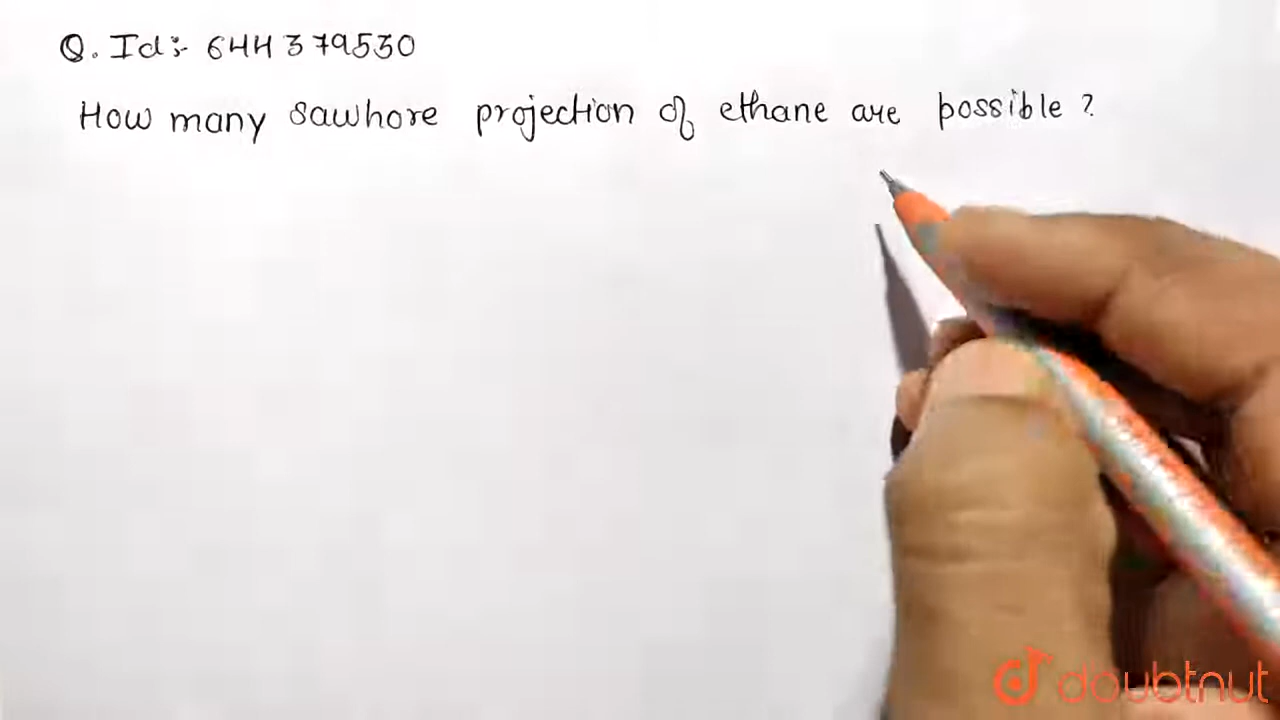 Q. Id:- 644379530
How many sawhore projection of ethane are possible?
doubtnut